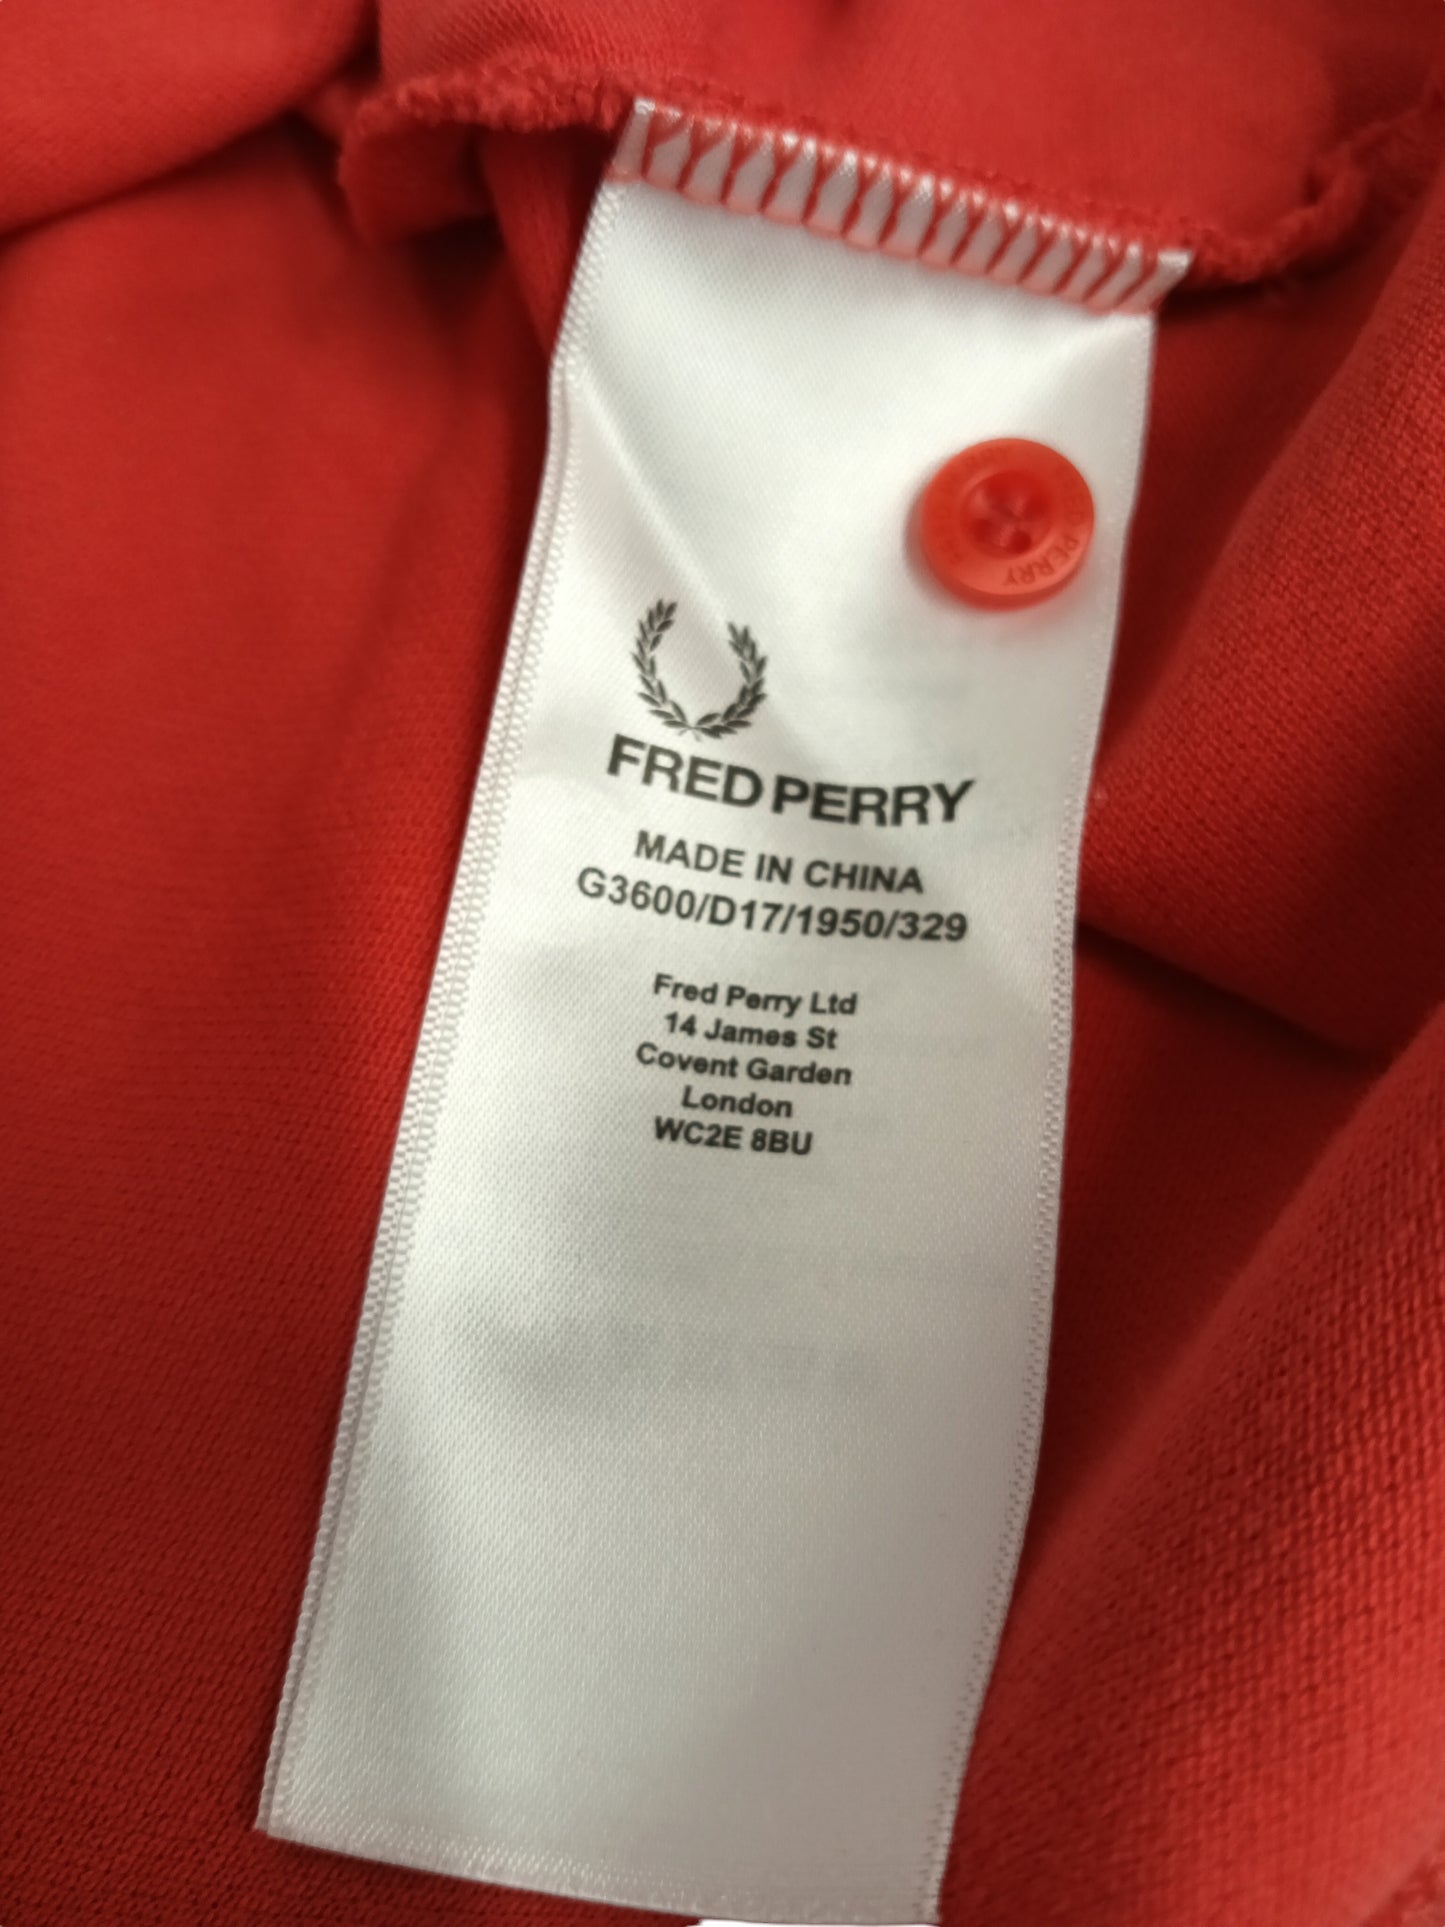 PERRY
FRED PERRY
MADE IN CHINA
G3600/D17/1950/329
Fred Perry Ltd
14 James St
Covent Garden
London
WC2E 8BU